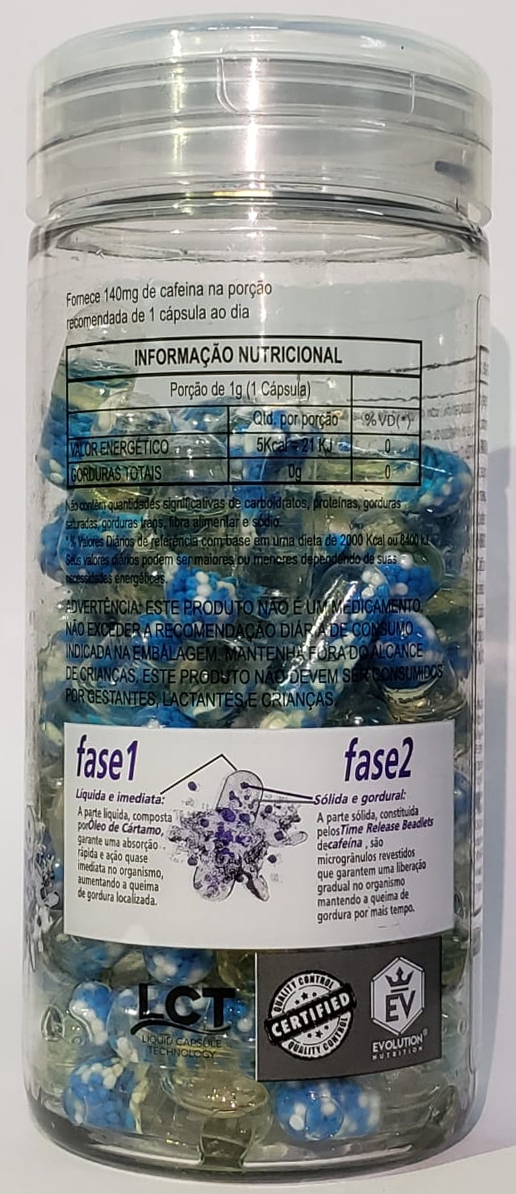 Fornece 140mg de cafeina na porção
recomendada de 1 cápsula ao dia
INFORMAÇÃO NUTRICIONAL
Porção de 1g (1 Cápsula)
Qtd. por porção %VD(*)
VALOR ENERGÉTICO 5Kcal = 21 KJ 0
GORDURAS TOTAIS 0g 0
Não contém quantidades significativas de carboidratos, proteínas, gorduras
saturadas, gorduras trans, fibra alimentar e sódio.
*% Valores Diários de referência com base em uma dieta de 2000 Kcal ou 8400 kJ
Seus valores diários podem ser maiores ou menores dependendo de suas
necessidades energéticas.
ADVERTÊNCIA: ESTE PRODUTO NÃO É UM MEDICAMENTO,
NÃO EXCEDER A RECOMENDAÇÃO DIÁRIA DE CONSUMO
INDICADA NA EMBALAGEM. MANTENHA FORA DO ALCANCE
DE CRIANÇAS, ESTE PRODUTO NÃO DEVEM SER CONSUMIDOS
POR GESTANTES, LACTANTES E CRIANÇAS.
fase1
Líquida e imediata:
A parte líquida, composta
porÓleo de Cártamo,
garante uma absorção
rápida e ação quase
imediata no organismo,
aumentando a queima
de gordura localizada.
fase2
Sólida e gordural:
A parte sólida, constituída
pelosTime Release Beadlets
decafeína , são
microgrânulos revestidos
que garantem uma liberação
gradual no organismo
mantendo a queima de
gordura por mais tempo.
LCT
LIQUID CAPSULE
TECHNOLOGY
QUALITY CONTROL
CERTIFIED
QUALITY CONTROL
EV
EVOLUTION®
NUTRITION